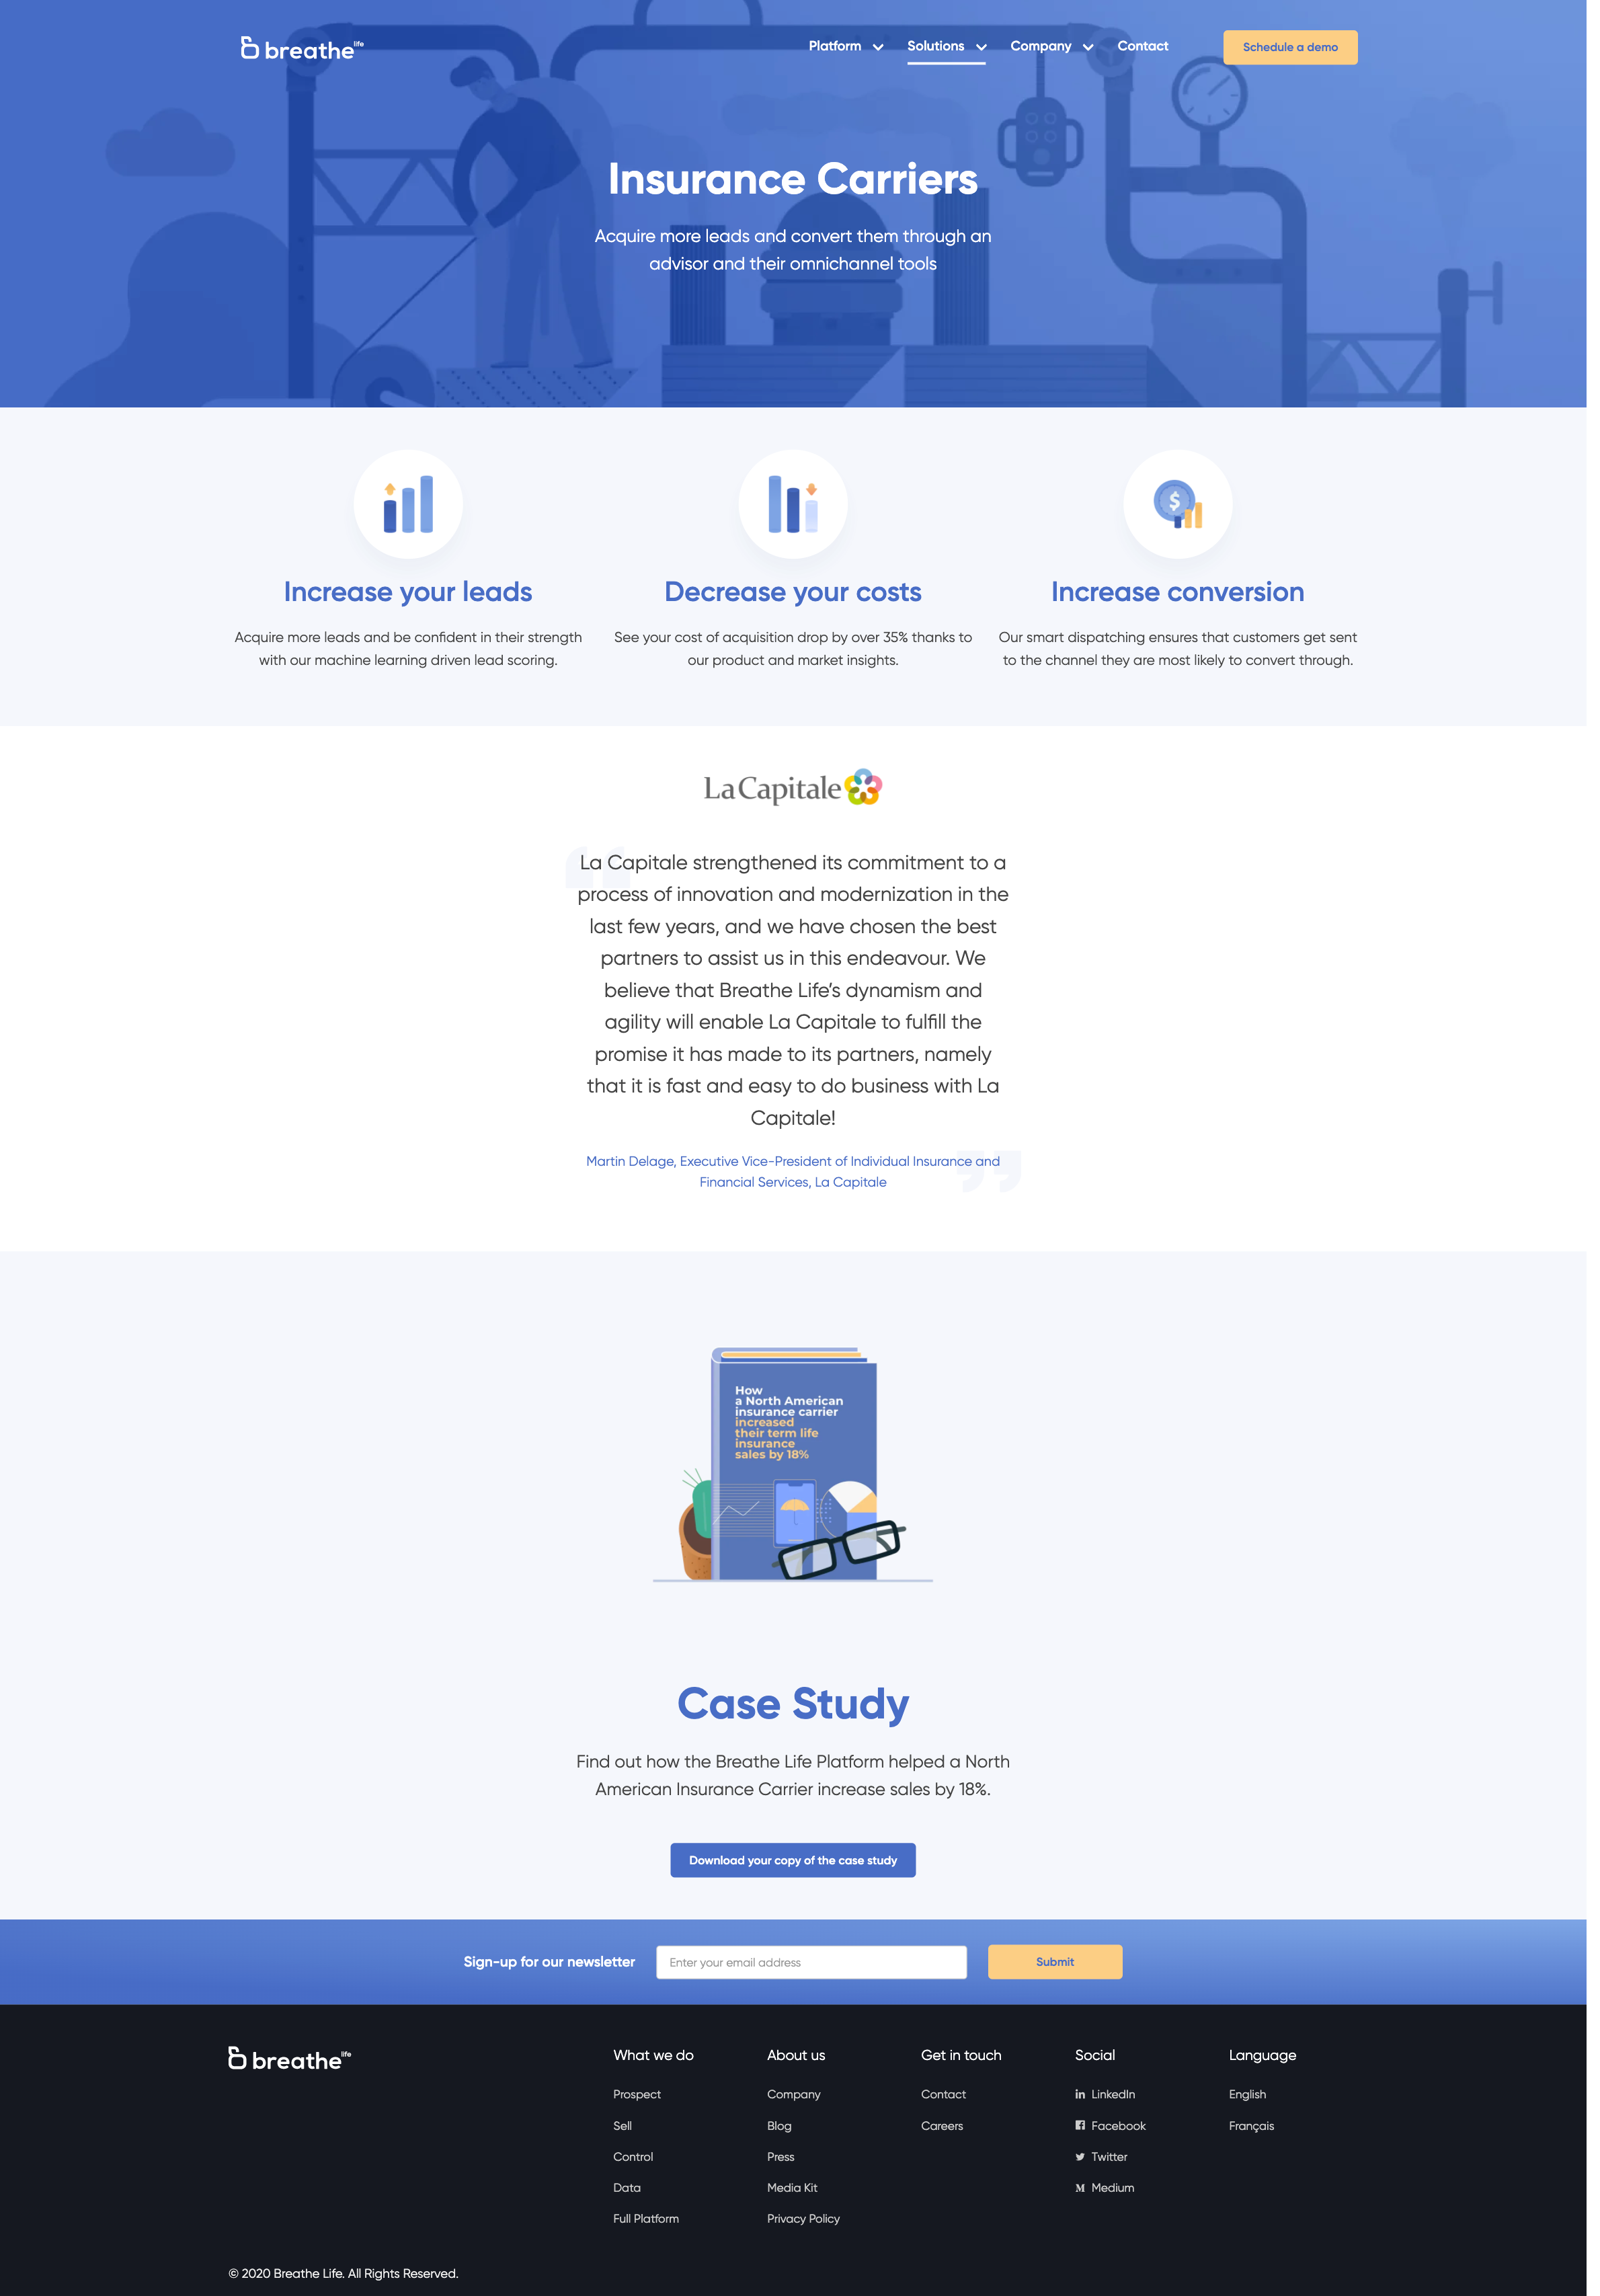 breathe life
Platform
Solutions
Company
Contact
Schedule a demo
Insurance Carriers
Acquire more leads and convert them through an
advisor and their omnichannel tools
Increase your leads
Acquire more leads and be confident in their strength
with our machine learning driven lead scoring.
Decrease your costs
See your cost of acquisition drop by over 35% thanks to
our product and market insights.
Increase conversion
Our smart dispatching ensures that customers get sent
to the channel they are most likely to convert through.
La Capitale
La Capitale strengthened its commitment to a
process of innovation and modernization in the
last few years, and we have chosen the best
partners to assist us in this endeavour. We
believe that Breathe Life’s dynamism and
agility will enable La Capitale to fulfill the
promise it has made to its partners, namely
that it is fast and easy to do business with La
Capitale!
Martin Delage, Executive Vice-President of Individual Insurance and
Financial Services, La Capitale
How
a North American
insurance carrier
increased
their term life
insurance
sales by 18%
Case Study
Find out how the Breathe Life Platform helped a North
American Insurance Carrier increase sales by 18%.
Download your copy of the case study
Sign-up for our newsletter
Enter your email address
Submit
breathe life
What we do
Prospect
Sell
Control
Data
Full Platform
About us
Company
Blog
Press
Media Kit
Privacy Policy
Get in touch
Contact
Careers
Social
LinkedIn
Facebook
Twitter
Medium
Language
English
Français
© 2020 Breathe Life. All Rights Reserved.